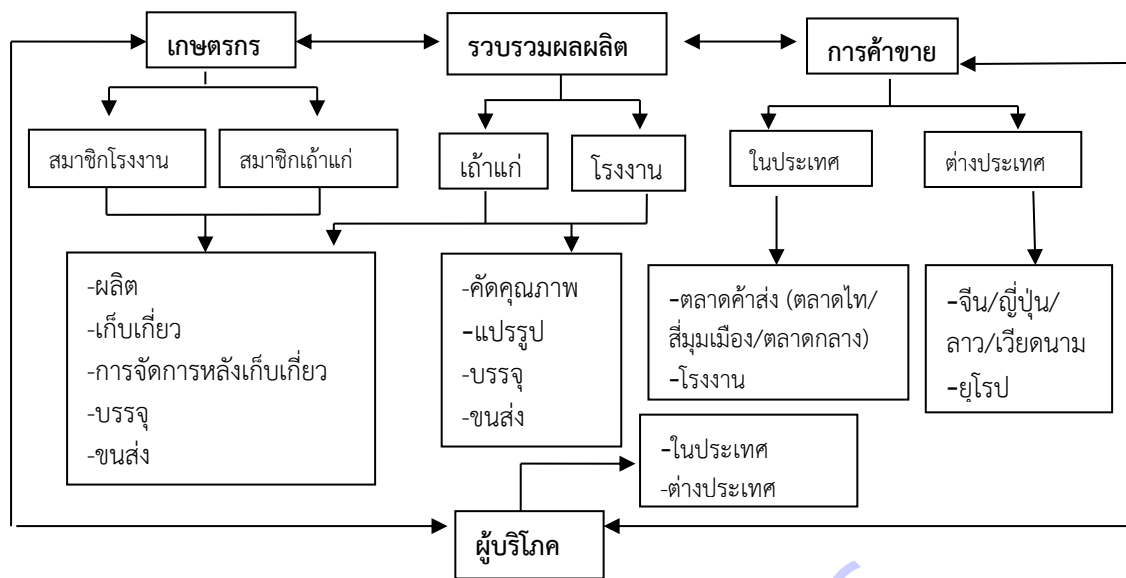 เกษตรกร
รวบรวมผลผลิต
การค้าขาย
สมาชิกโรงงาน
สมาชิกเถ้าแก่
เถ้าแก่
โรงงาน
ในประเทศ
ต่างประเทศ
-ผลิต
-เก็บเกี่ยว
-การจัดการหลังเก็บเกี่ยว
-บรรจุ
-ขนส่ง
-คัดคุณภาพ
-แปรรูป
-บรรจุ
-ขนส่ง
-ตลาดค้าส่ง (ตลาดไท/
สี่มุมเมือง/ตลาดกลาง)
-โรงงาน
-จีน/ญี่ปุ่น/
ลาว/เวียดนาม
-ยุโรป
-ในประเทศ
-ต่างประเทศ
ผู้บริโภค